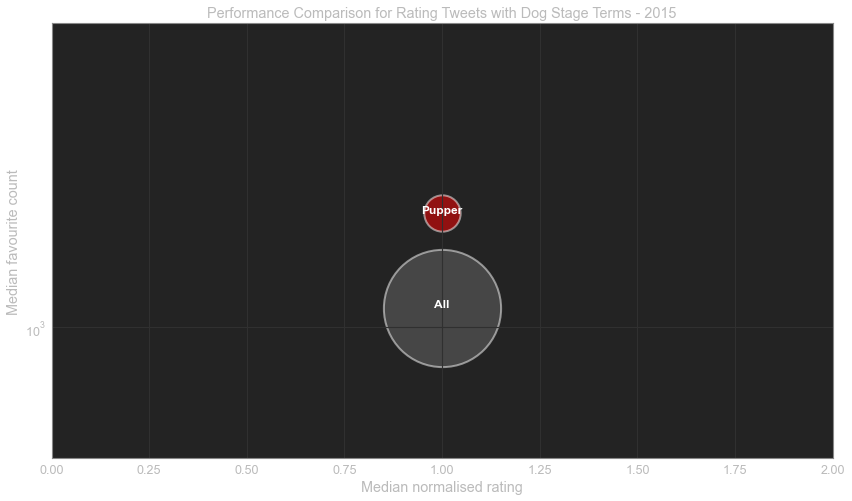 Performance Comparison for Rating Tweets with Dog Stage Terms - 2015
Median favourite count
10³
Pupper
All
0.00 0.25 0.50 0.75 1.00 1.25 1.50 1.75 2.00
Median normalised rating